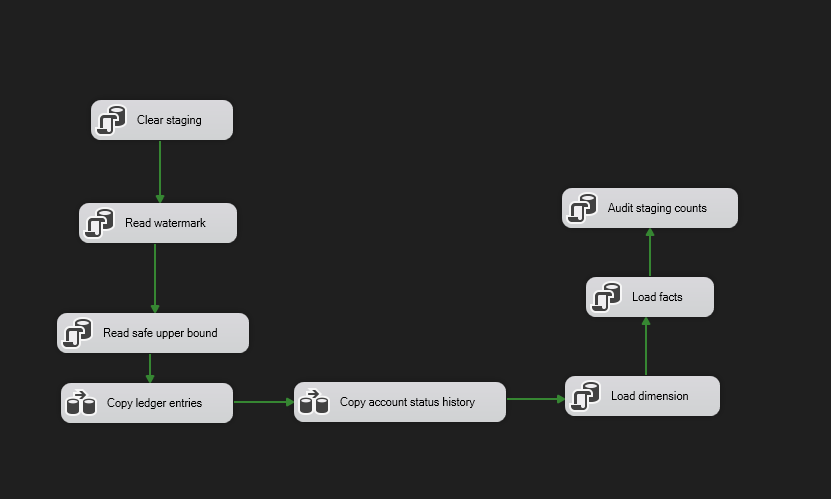 Clear staging
Read watermark
Read safe upper bound
Copy ledger entries
Copy account status history
Load dimension
Load facts
Audit staging counts